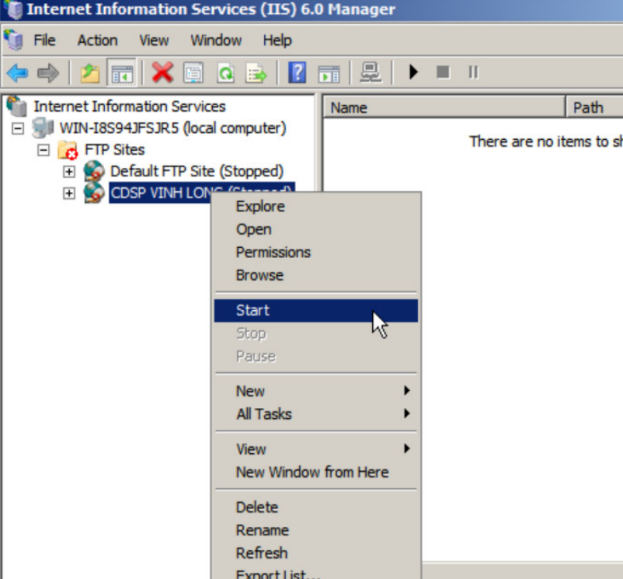 Internet Information Services (IIS) 6.0 Manager
File Action View Window Help
Internet Information Services
WIN-I8S94JFSJR5 (local computer)
FTP Sites
Default FTP Site (Stopped)
CDSP VINH LONG (Stopped)
Name Path
There are no items to sh
Explore
Open
Permissions
Browse
Start
Stop
Pause
New
All Tasks
View
New Window from Here
Delete
Rename
Refresh
Export List...